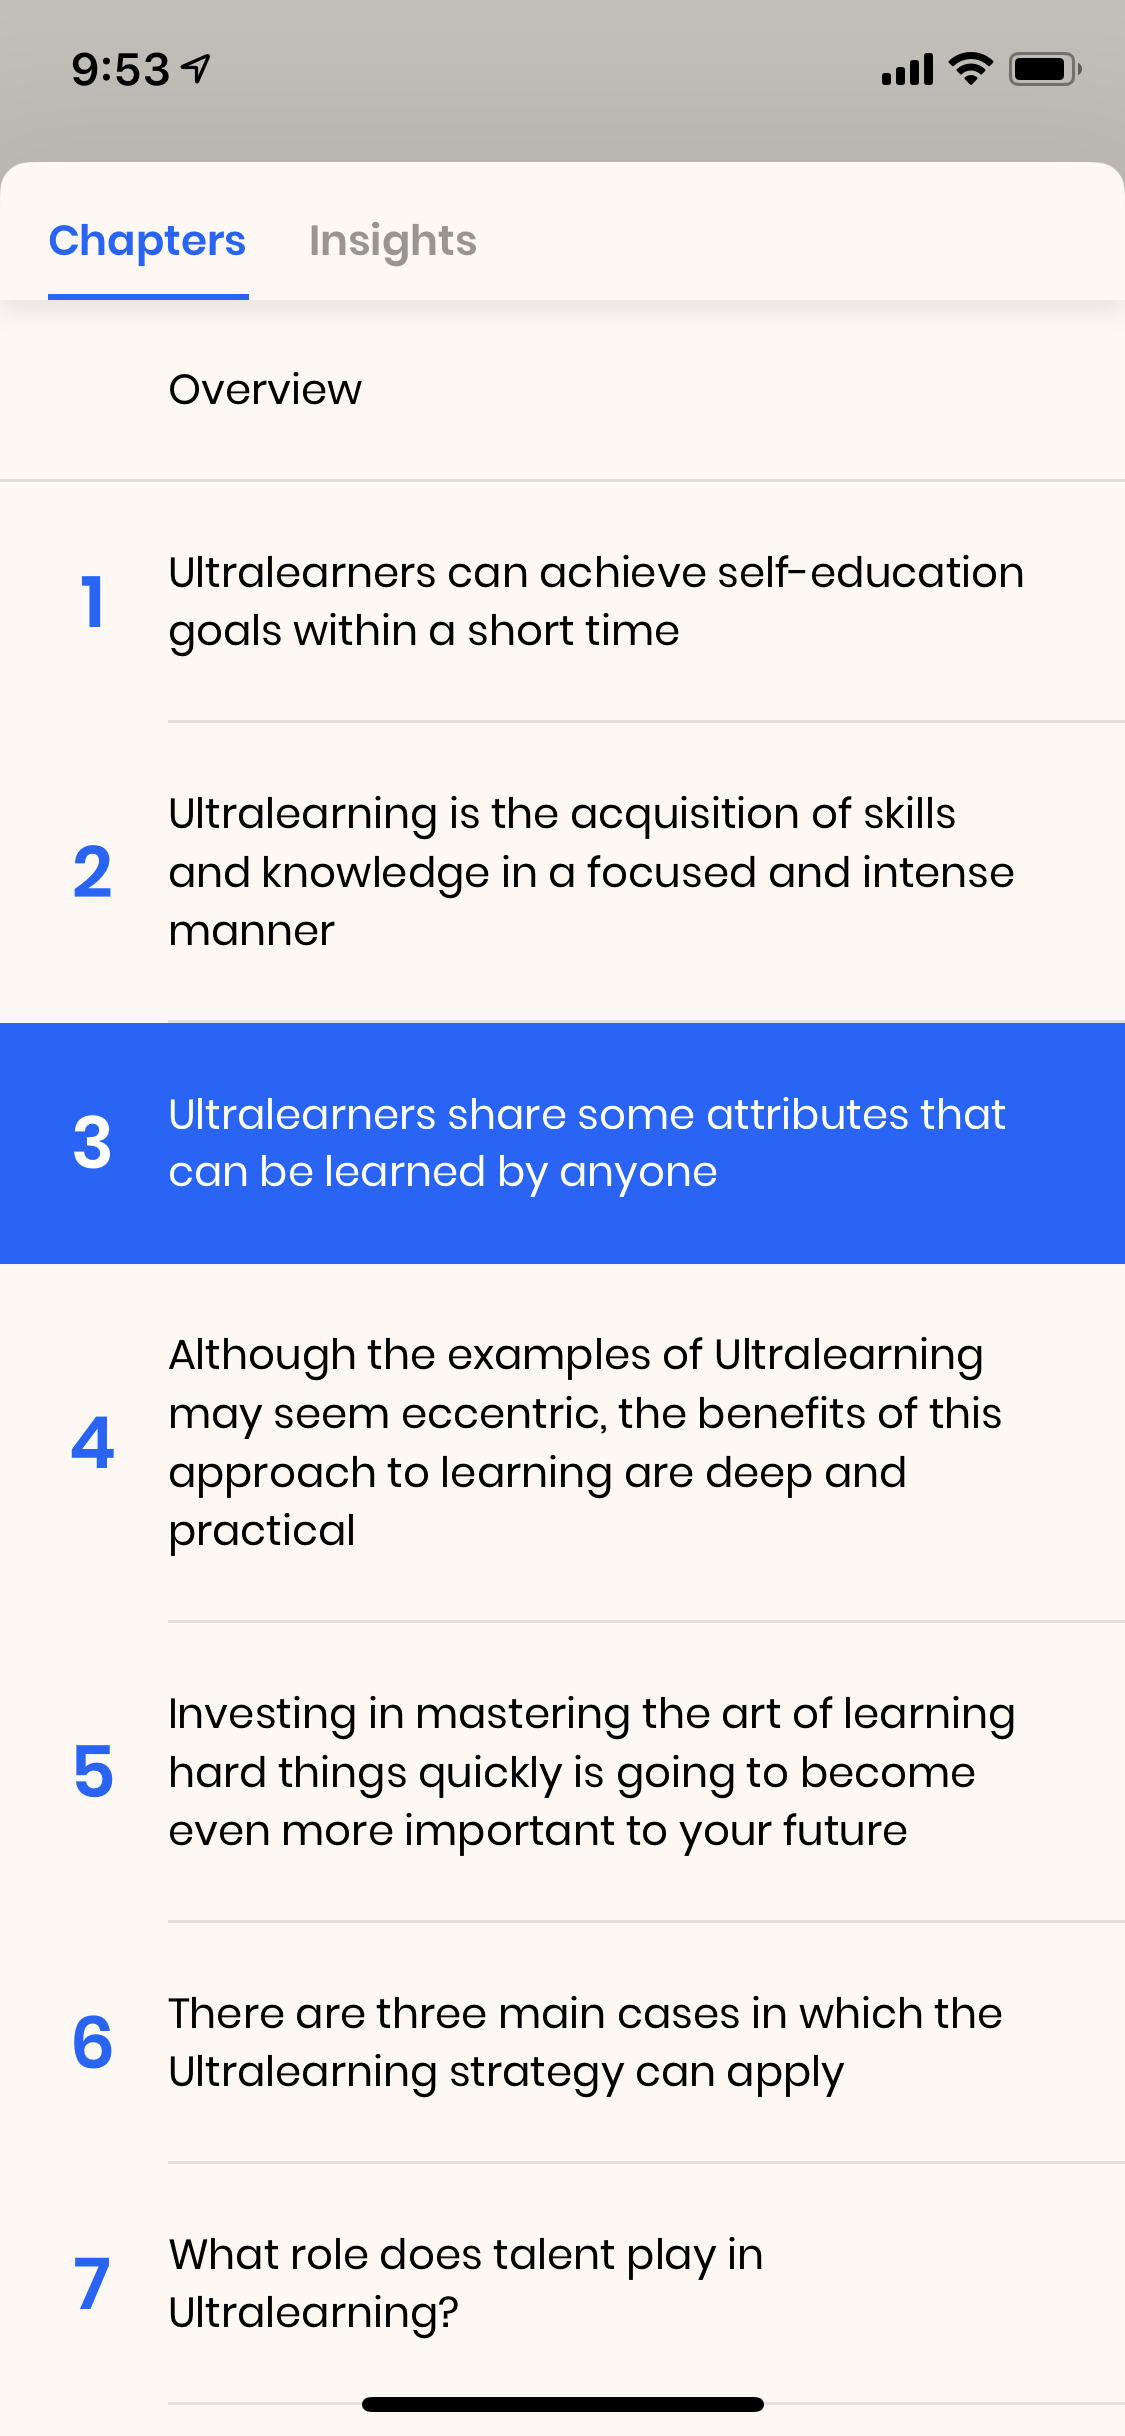 9:53
Chapters Insights
Overview
1
Ultralearners can achieve self-education
goals within a short time
2
Ultralearning is the acquisition of skills
and knowledge in a focused and intense
manner
3
Ultralearners share some attributes that
can be learned by anyone
4
Although the examples of Ultralearning
may seem eccentric, the benefits of this
approach to learning are deep and
practical
5
Investing in mastering the art of learning
hard things quickly is going to become
even more important to your future
6
There are three main cases in which the
Ultralearning strategy can apply
7
What role does talent play in
Ultralearning?